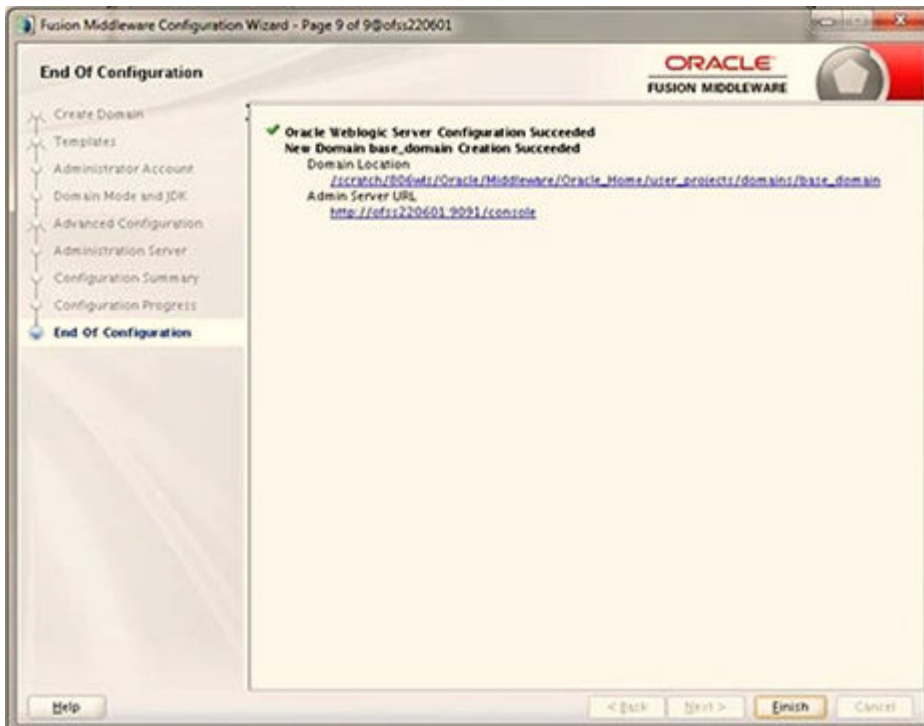 Fusion Middleware Configuration Wizard - Page 9 of 9@ofss220601
End Of Configuration
ORACLE
FUSION MIDDLEWARE
Create Domain
Templates
Administrator Account
Domain Mode and JDK
Advanced Configuration
Administration Server
Configuration Summary
Configuration Progress
End Of Configuration
Oracle Weblogic Server Configuration Succeeded
New Domain base_domain Creation Succeeded
Domain Location
/scratch/806wls/Oracle/Middleware/Oracle_Home/user_projects/domains/base_domain
Admin Server URL
http://ofss220601:9091/console
Help
< Back
Next >
Finish
Cancel